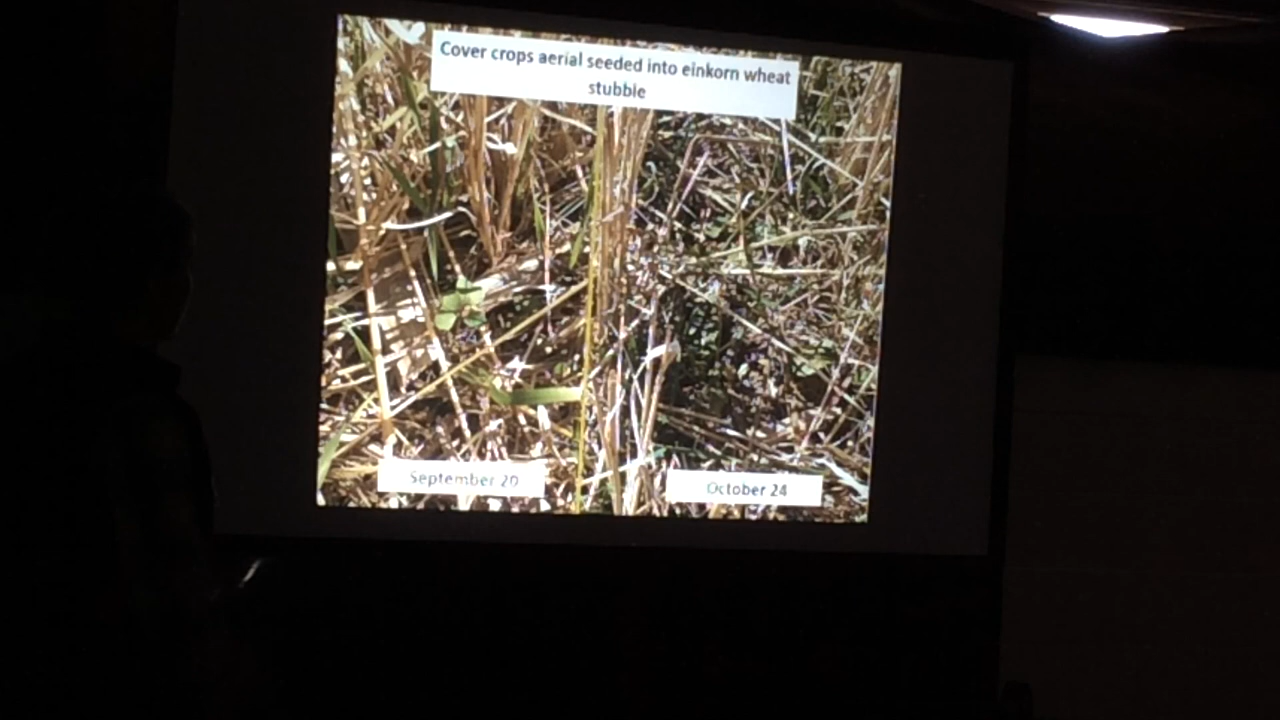 Cover crops aerial seeded into einkorn wheat
stubble
September 20
October 24